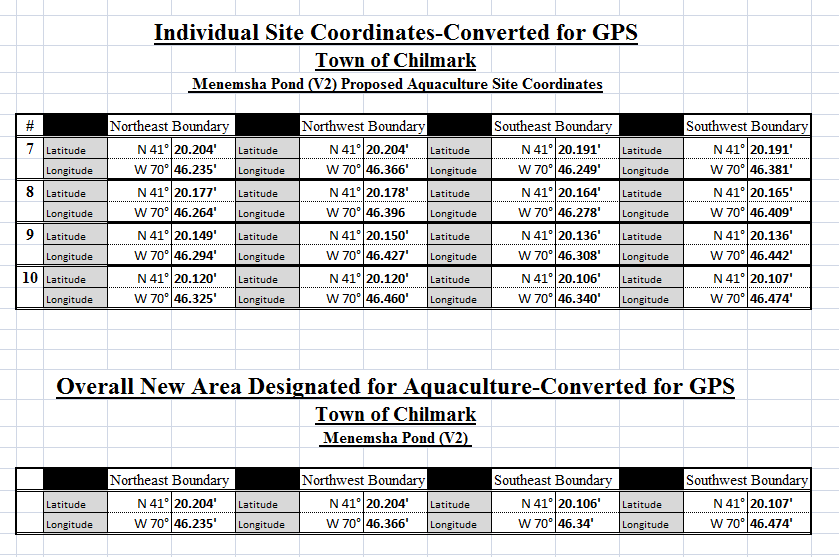 Individual Site Coordinates-Converted for GPS
Town of Chilmark
Menemsha Pond (V2) Proposed Aquaculture Site Coordinates
# Northeast Boundary Northwest Boundary Southeast Boundary Southwest Boundary
7 Latitude N 41° 20.204' Latitude N 41° 20.204' Latitude N 41° 20.191' Latitude N 41° 20.191'
Longitude W 70° 46.235' Longitude W 70° 46.366' Longitude W 70° 46.249' Longitude W 70° 46.381'
8 Latitude N 41° 20.177' Latitude N 41° 20.178' Latitude N 41° 20.164' Latitude N 41° 20.165'
Longitude W 70° 46.264' Longitude W 70° 46.396 Longitude W 70° 46.278' Longitude W 70° 46.409'
9 Latitude N 41° 20.149' Latitude N 41° 20.150' Latitude N 41° 20.136' Latitude N 41° 20.136'
Longitude W 70° 46.294' Longitude W 70° 46.427' Longitude W 70° 46.308' Longitude W 70° 46.442'
10 Latitude N 41° 20.120' Latitude N 41° 20.120' Latitude N 41° 20.106' Latitude N 41° 20.107'
Longitude W 70° 46.325' Longitude W 70° 46.460' Longitude W 70° 46.340' Longitude W 70° 46.474'
Overall New Area Designated for Aquaculture-Converted for GPS
Town of Chilmark
Menemsha Pond (V2)
Northeast Boundary Northwest Boundary Southeast Boundary Southwest Boundary
Latitude N 41° 20.204' Latitude N 41° 20.204' Latitude N 41° 20.106' Latitude N 41° 20.107'
Longitude W 70° 46.235' Longitude W 70° 46.366' Longitude W 70° 46.34' Longitude W 70° 46.474'